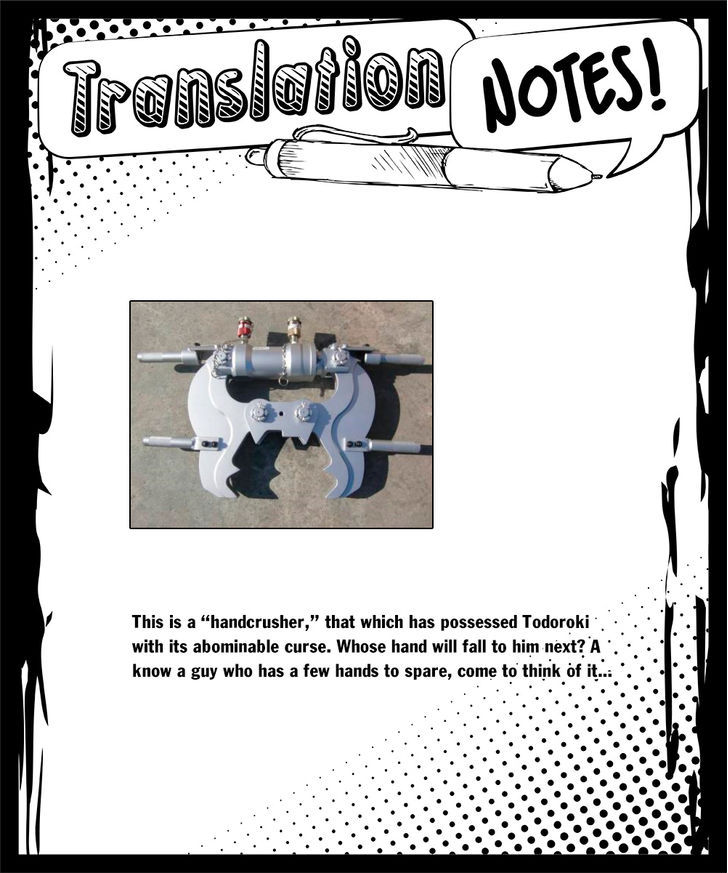 Translation
NOTES!
This is a “handcrusher,” that which has possessed Todoroki
with its abominable curse. Whose hand will fall to him next? A
know a guy who has a few hands to spare, come to think of it...